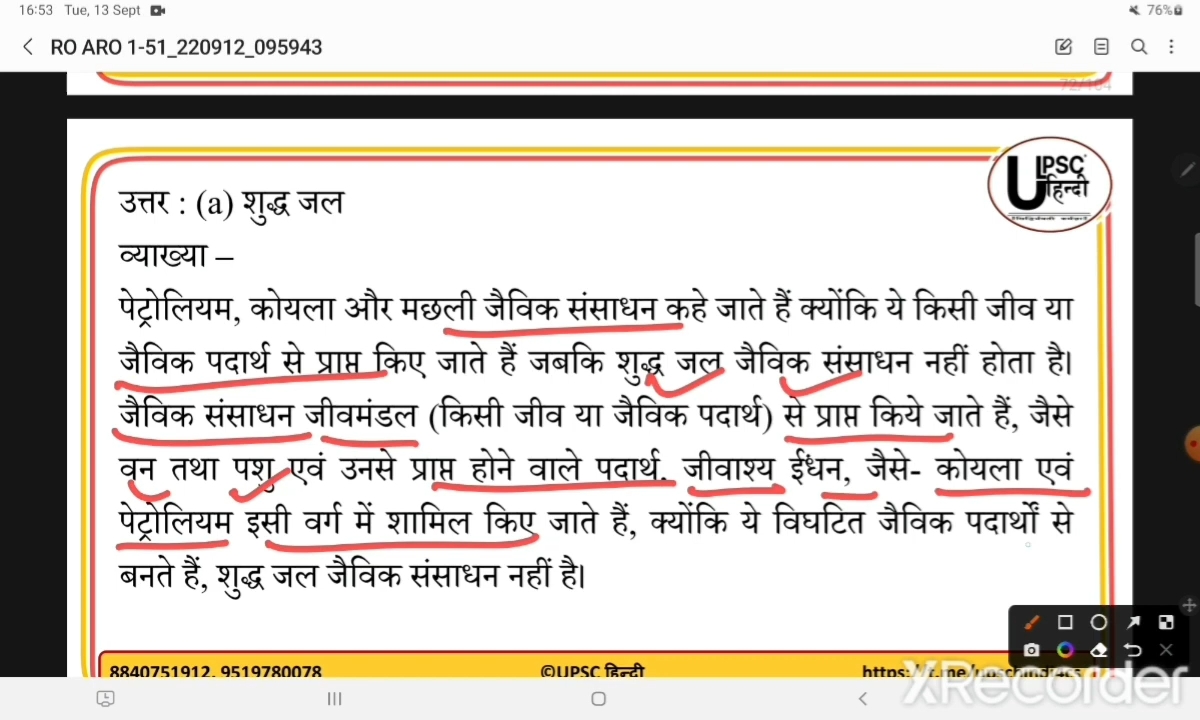 16:53 Tue, 13 Sept
76%
RO ARO 1-51_220912_095943
72/104
UPSC
हिन्दी
उत्तर : (a) शुद्ध जल
व्याख्या –
पेट्रोलियम, कोयला और मछली जैविक संसाधन कहे जाते हैं क्योंकि ये किसी जीव या
जैविक पदार्थ से प्राप्त किए जाते हैं जबकि शुद्ध जल जैविक संसाधन नहीं होता है।
जैविक संसाधन जीवमंडल (किसी जीव या जैविक पदार्थ) से प्राप्त किये जाते हैं, जैसे
वन तथा पशु एवं उनसे प्राप्त होने वाले पदार्थ. जीवाश्य ईंधन, जैसे- कोयला एवं
पेट्रोलियम इसी वर्ग में शामिल किए जाते हैं, क्योंकि ये विघटित जैविक पदार्थों से
बनते हैं, शुद्ध जल जैविक संसाधन नहीं है।
8840751912, 9519780078 ©UPSC हिन्दी
XRecorder